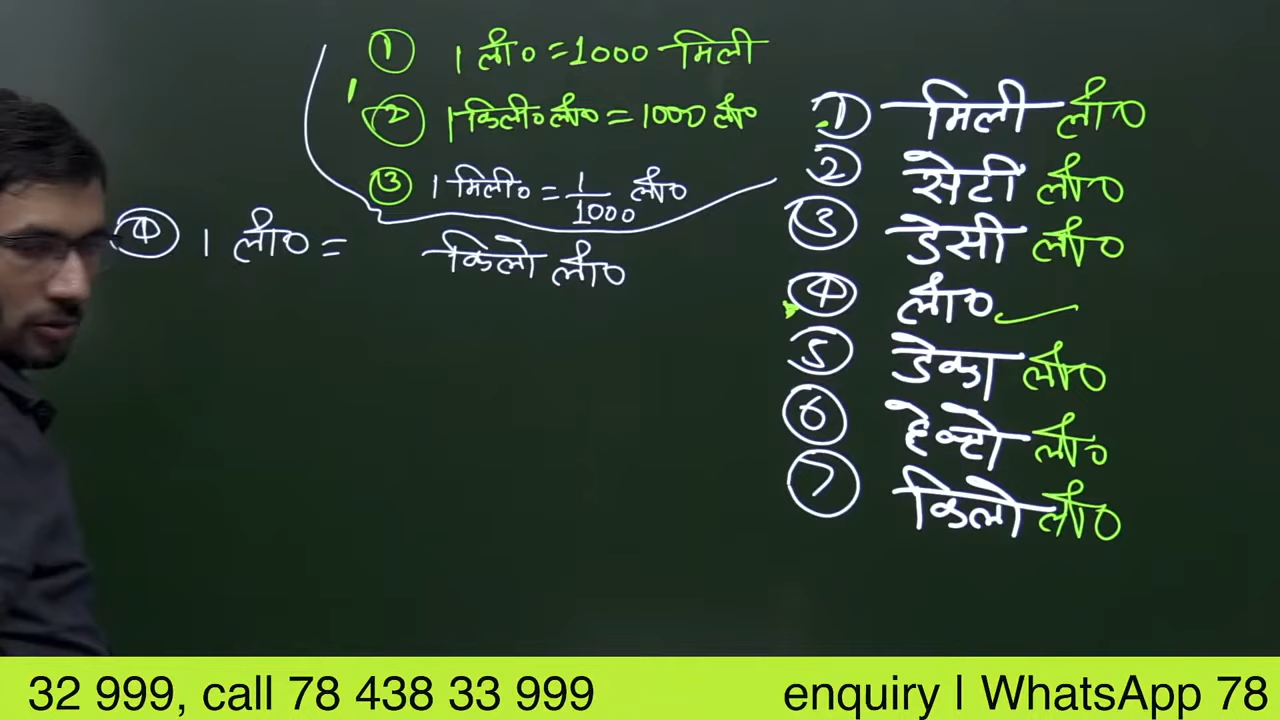 ① 1 ली० = 1000 मिली
② 1 किली० ली० = 1000 ली०
③ 1 मिली० = 1/1000 ली०
④ 1 ली० = किलो ली०
① मिली ली०
② सेटी ली०
③ डेसी ली०
④ ली०
⑤ डेका ली०
⑥ हेक्टो ली०
⑦ किलो ली०
32 999, call 78 438 33 999 enquiry | WhatsApp 78